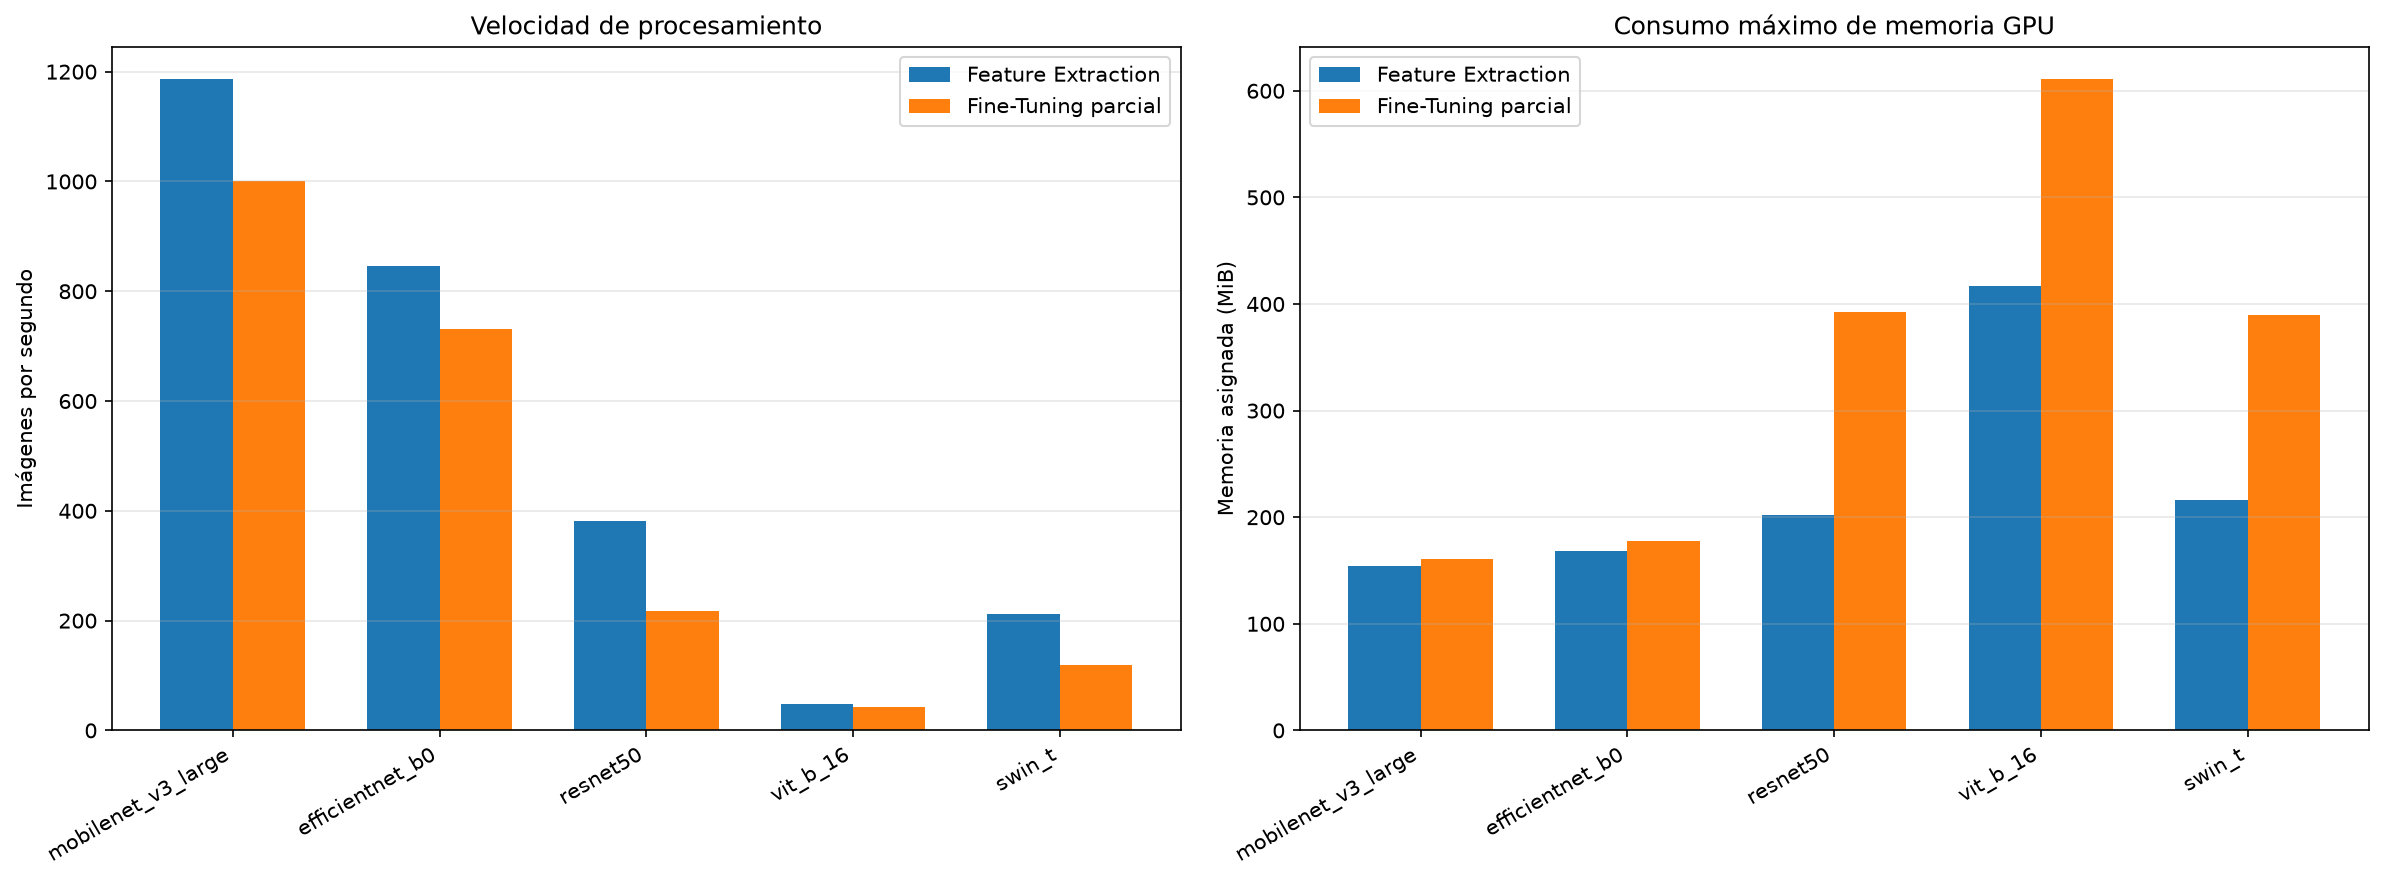 Velocidad de procesamiento
Imágenes por segundo
1200
1000
800
600
400
200
0
Feature Extraction
Fine-Tuning parcial
mobilenet_v3_large
efficientnet_b0
resnet50
vit_b_16
swin_t
Consumo máximo de memoria GPU
Memoria asignada (MiB)
600
500
400
300
200
100
0
Feature Extraction
Fine-Tuning parcial
mobilenet_v3_large
efficientnet_b0
resnet50
vit_b_16
swin_t